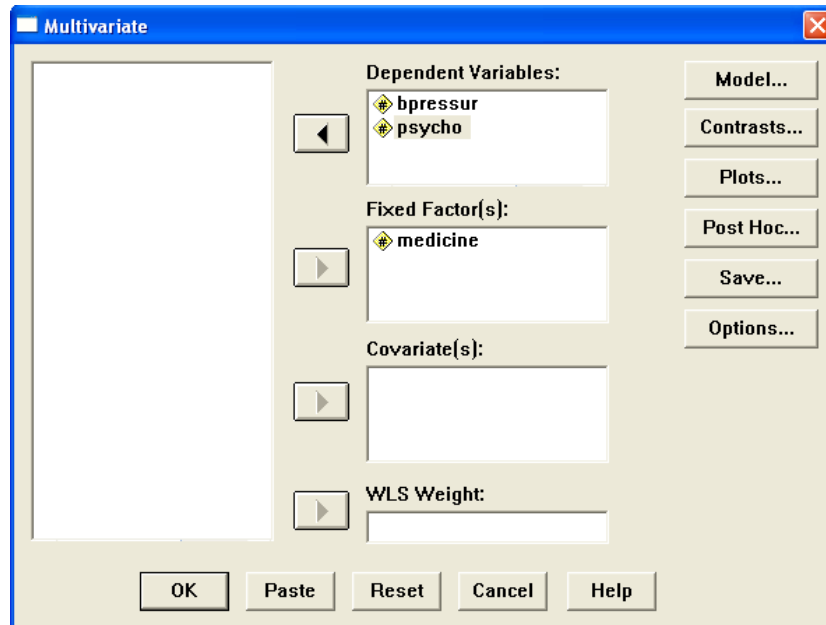 Multivariate
Dependent Variables:
# bpressur
# psycho
Fixed Factor(s):
# medicine
Covariate(s):
WLS Weight:
Model...
Contrasts...
Plots...
Post Hoc...
Save...
Options...
OK Paste Reset Cancel Help